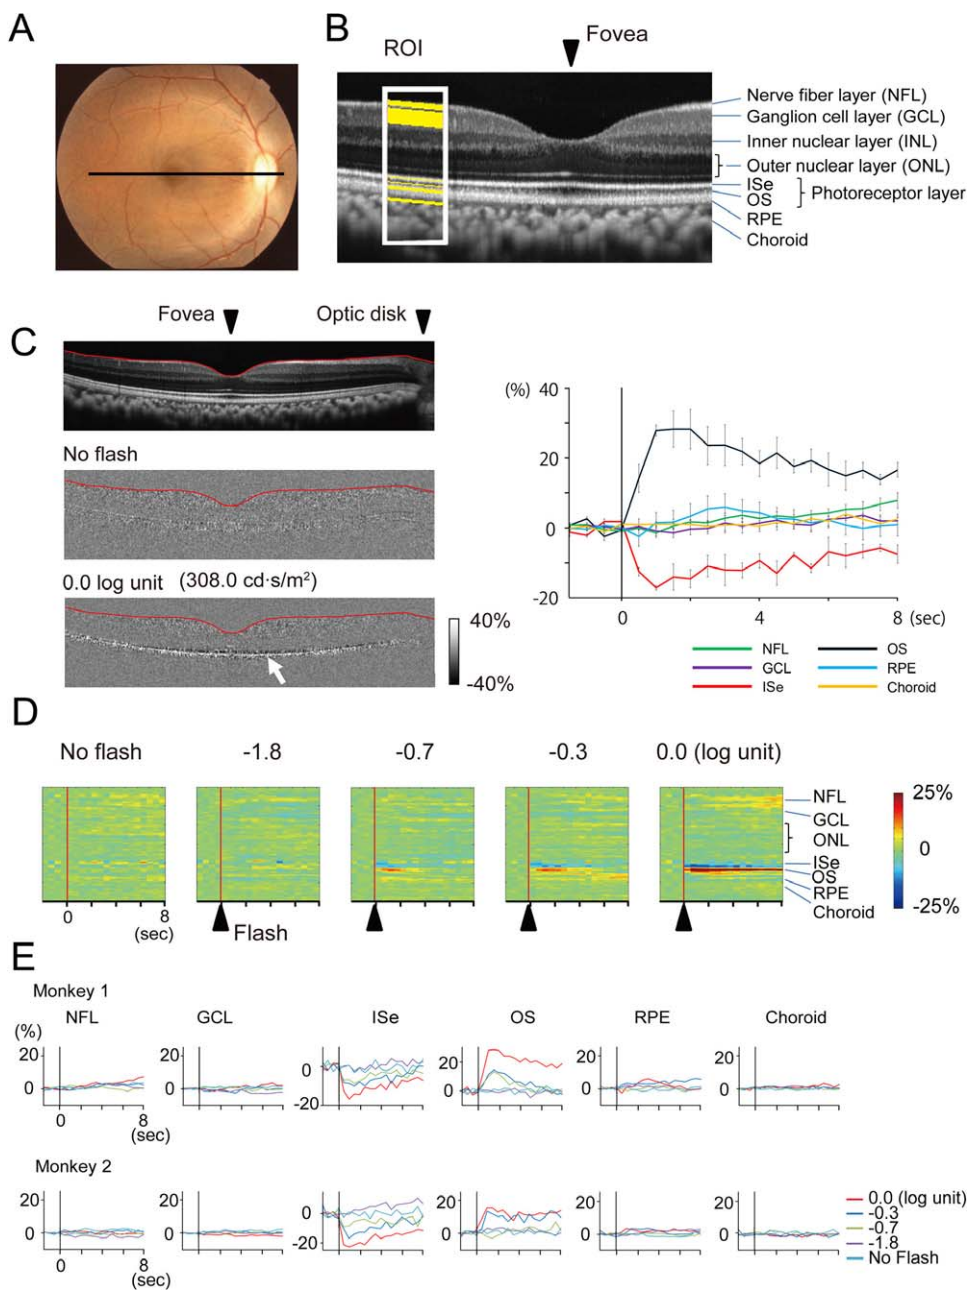 A
B
ROI
Fovea
Nerve fiber layer (NFL)
Ganglion cell layer (GCL)
Inner nuclear layer (INL)
Outer nuclear layer (ONL)
ISe
OS
Photoreceptor layer
RPE
Choroid
C
Fovea
Optic disk
No flash
0.0 log unit (308.0 cd·s/m²)
40%
-40%
(%)
40
20
0
-20
0 4 8 (sec)
NFL OS
GCL RPE
ISe Choroid
D
No flash -1.8 -0.7 -0.3 0.0 (log unit)
NFL
GCL
ONL
ISe
OS
RPE
Choroid
25%
0
-25%
0 8
(sec)
Flash
E
Monkey 1
NFL GCL ISe OS RPE Choroid
(%)
20
0
20
0
20
0
-20
40
20
0
20
0
20
0
0 8
(sec)
Monkey 2
20
0
20
0
20
0
-20
20
0
20
0
20
0
0 8
(sec)
0.0 (log unit)
-0.3
-0.7
-1.8
No Flash